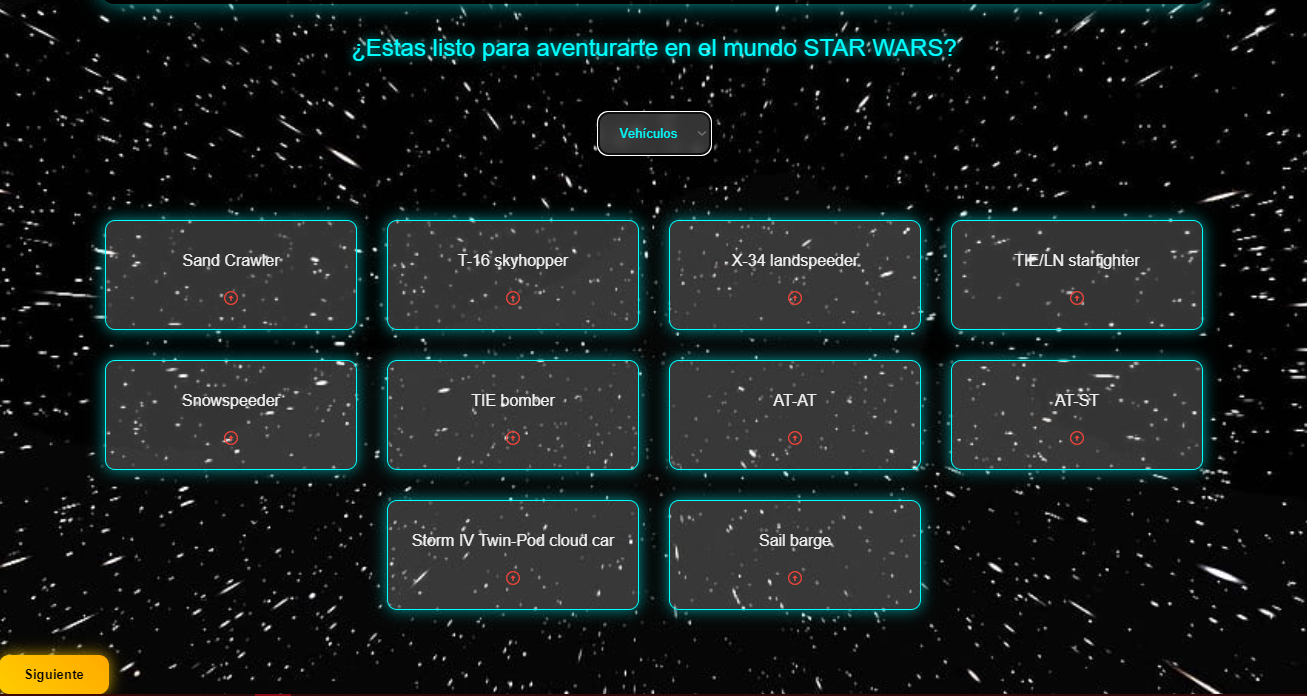 ¿Estas listo para aventurarte en el mundo STAR WARS?
Vehículos
Sand Crawler
T-16 skyhopper
X-34 landspeeder
TIE/LN starfighter
Snowspeeder
TIE bomber
AT-AT
AT-ST
Storm IV Twin-Pod cloud car
Sail barge
Siguiente